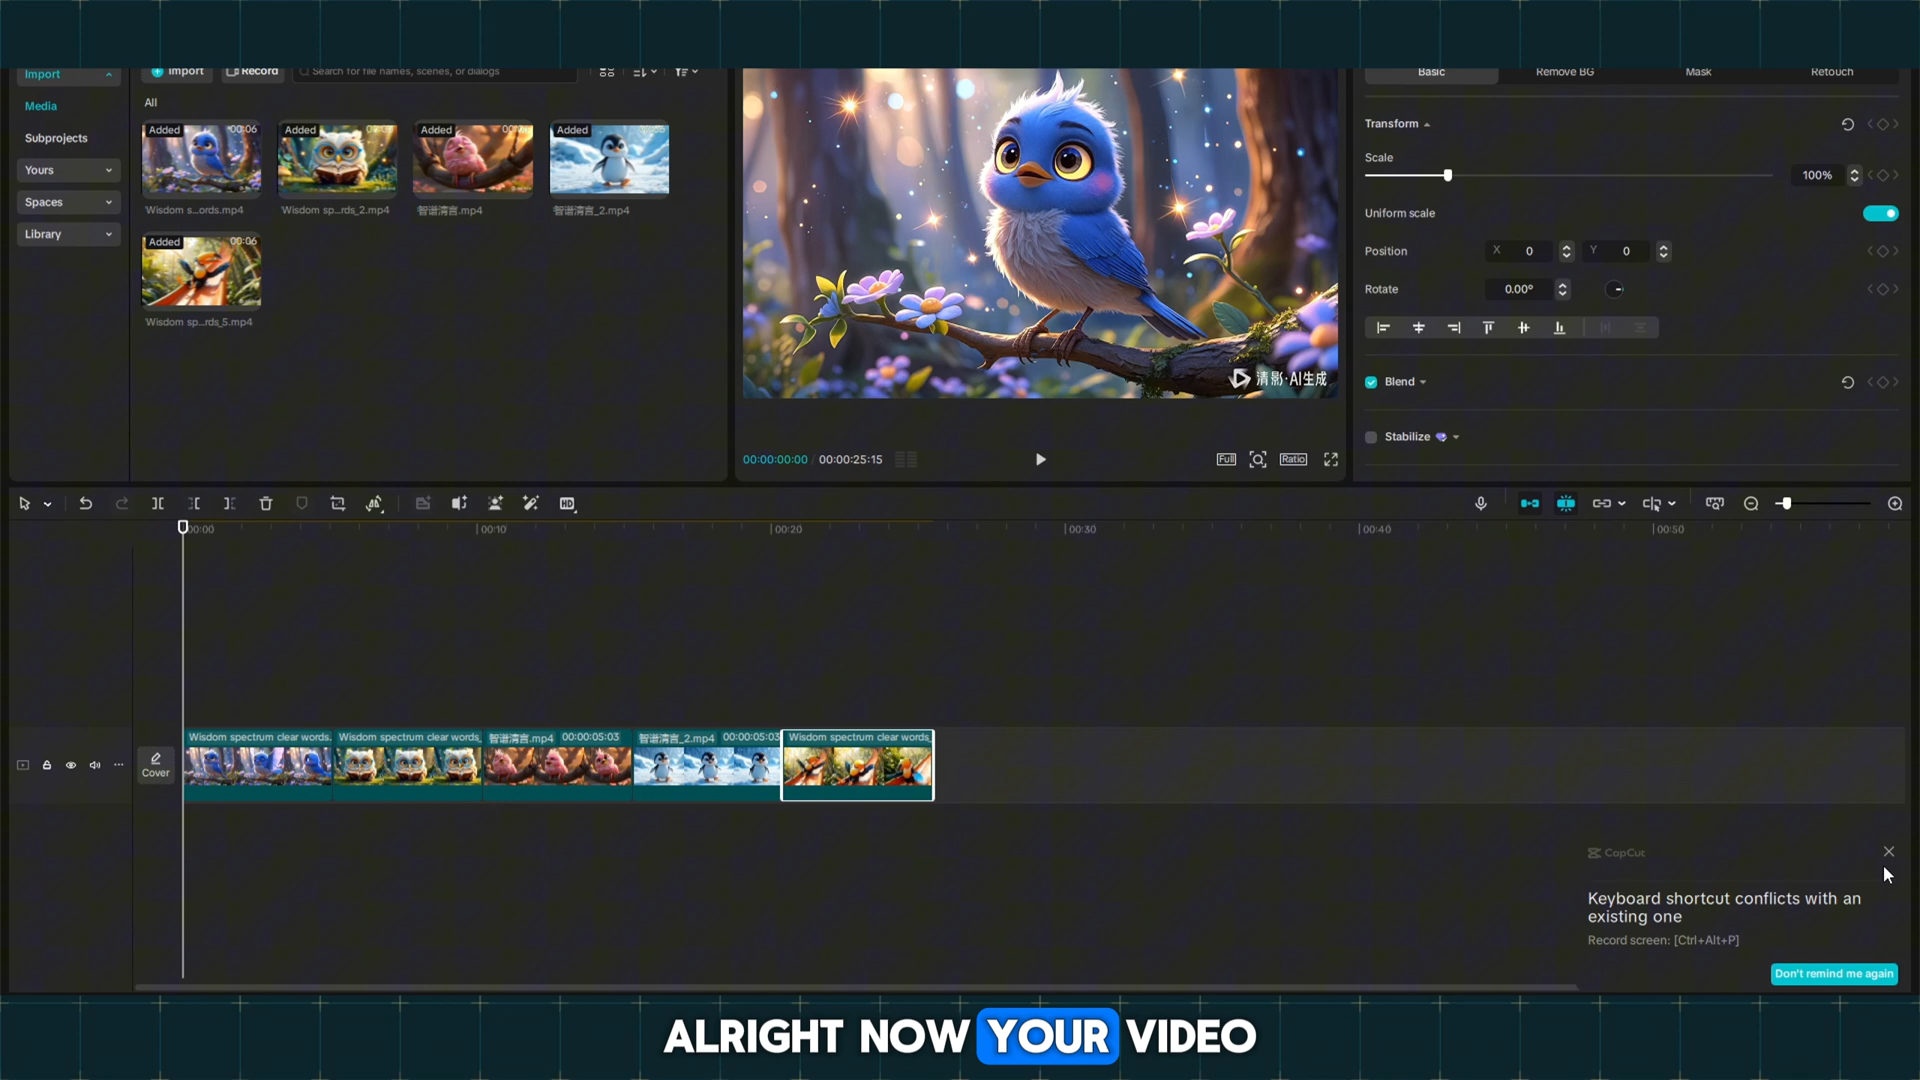 Import
Import
Record
Search for file names, scenes, or dialogs
Basic
Remove BG
Mask
Retouch
Media
All
Subprojects
Yours
Spaces
Library
Added
00:06
Added
Added
Added
Wisdom s...ords.mp4
Wisdom sp...rds_2.mp4
智谱清言.mp4
智谱清言_2.mp4
Added
00:06
Wisdom sp...rds_5.mp4
清影·AI生成
00:00:00:00 / 00:00:25:15
Full
Ratio
Transform
Scale
100%
Uniform scale
Position
X 0
Y 0
Rotate
0.00°
Blend
Stabilize
HD
00:00
00:10
00:20
00:30
00:40
00:50
Cover
Wisdom spectrum clear words.
Wisdom spectrum clear words_
智谱清言.mp4 00:00:05:03
智谱清言_2.mp4 00:00:05:03
Wisdom spectrum clear words_
CapCut
Keyboard shortcut conflicts with an
existing one
Record screen: [Ctrl+Alt+P]
Don't remind me again
ALRIGHT NOW YOUR VIDEO